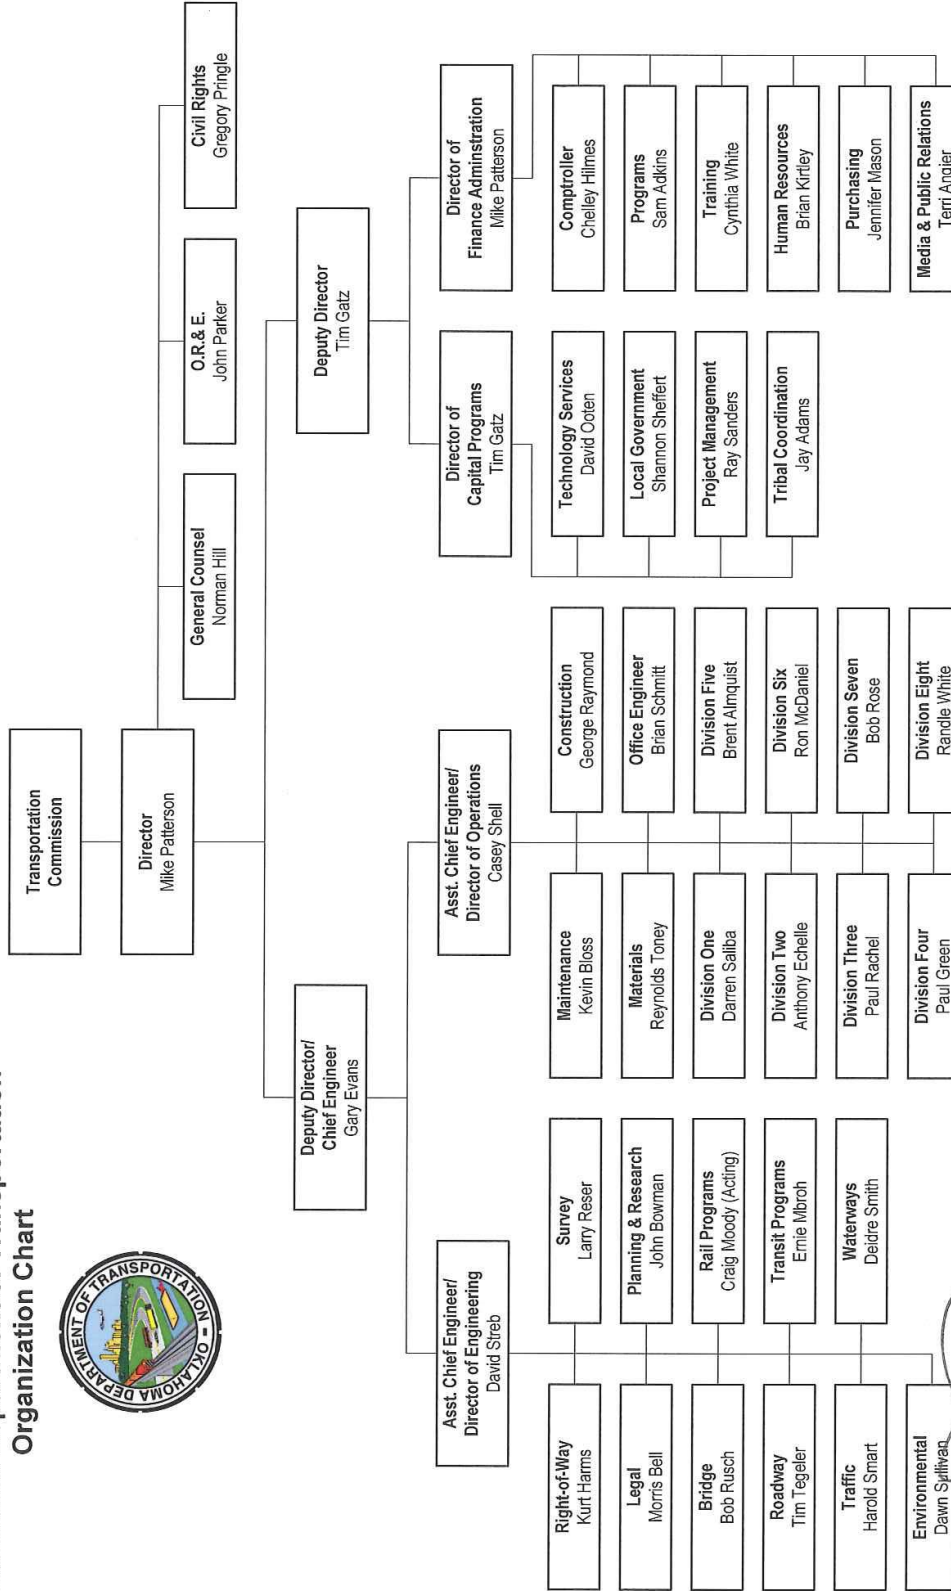 Organization Chart
OKLAHOMA DEPARTMENT OF TRANSPORTATION
Transportation
Commission
Director
Mike Patterson
General Counsel
Norman Hill
O.R.& E.
John Parker
Civil Rights
Gregory Pringle
Deputy Director/
Chief Engineer
Gary Evans
Deputy Director
Tim Gatz
Asst. Chief Engineer/
Director of Engineering
David Streb
Asst. Chief Engineer/
Director of Operations
Casey Shell
Director of
Capital Programs
Tim Gatz
Director of
Finance Adminstration
Mike Patterson
Right-of-Way
Kurt Harms
Legal
Morris Bell
Bridge
Bob Rusch
Roadway
Tim Tegeler
Traffic
Harold Smart
Environmental
Dawn Sullivan
Survey
Larry Reser
Planning & Research
John Bowman
Rail Programs
Craig Moody (Acting)
Transit Programs
Ernie Mbroh
Waterways
Deidre Smith
Maintenance
Kevin Bloss
Materials
Reynolds Toney
Division One
Darren Saliba
Division Two
Anthony Echelle
Division Three
Paul Rachel
Division Four
Paul Green
Construction
George Raymond
Office Engineer
Brian Schmitt
Division Five
Brent Almquist
Division Six
Ron McDaniel
Division Seven
Bob Rose
Division Eight
Randle White
Technology Services
David Ooten
Local Government
Shannon Sheffert
Project Management
Ray Sanders
Tribal Coordination
Jay Adams
Comptroller
Chelley Hilmes
Programs
Sam Adkins
Training
Cynthia White
Human Resources
Brian Kirtley
Purchasing
Jennifer Mason
Media & Public Relations
Terri Angier